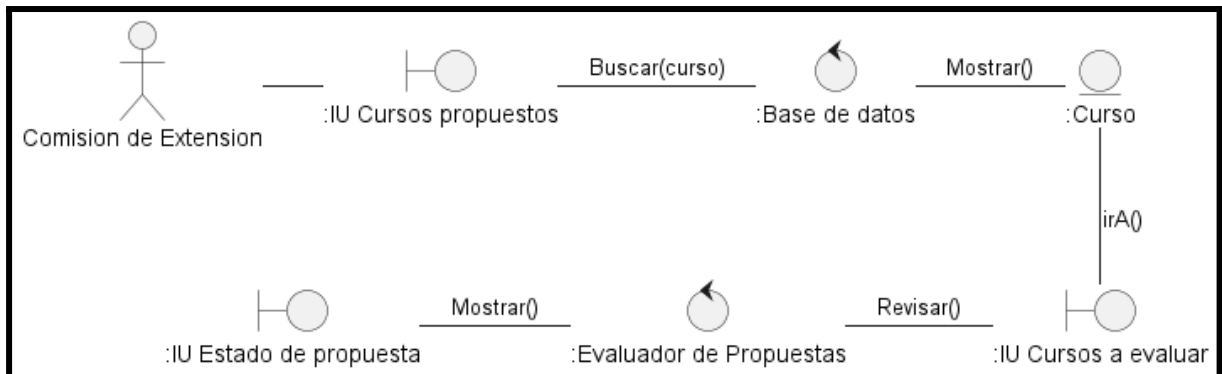 Buscar(curso)
Mostrar()
:IU Cursos propuestos
:Base de datos
:Curso
Comision de Extension
irA()
Mostrar()
Revisar()
:IU Estado de propuesta
:Evaluador de Propuestas
:IU Cursos a evaluar